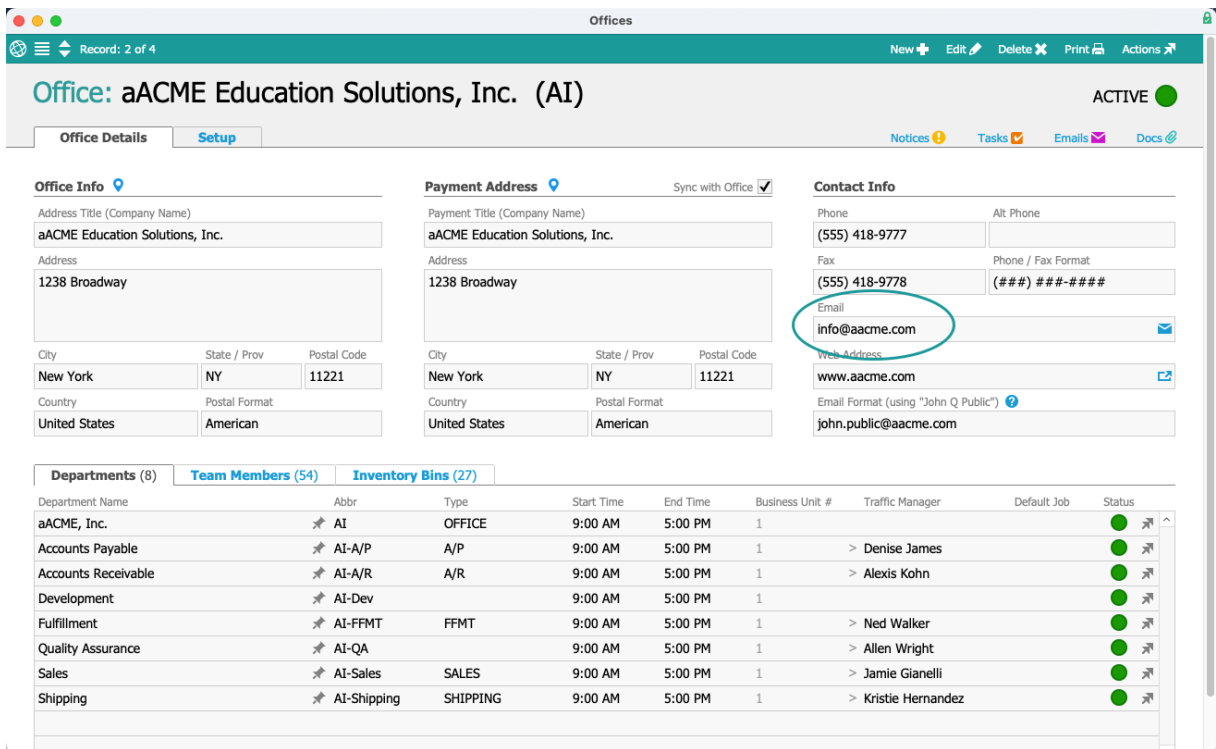 Offices
Record: 2 of 4
New Edit Delete Print Actions
Office: aACME Education Solutions, Inc. (AI)
ACTIVE
Office Details Setup
Notices Tasks Emails Docs
Office Info
Address Title (Company Name)
aACME Education Solutions, Inc.
Address
1238 Broadway
City State / Prov Postal Code
New York NY 11221
Country Postal Format
United States American
Payment Address Sync with Office
Payment Title (Company Name)
aACME Education Solutions, Inc.
Address
1238 Broadway
City State / Prov Postal Code
New York NY 11221
Country Postal Format
United States American
Contact Info
Phone Alt Phone
(555) 418-9777
Fax Phone / Fax Format
(555) 418-9778 (###) ###-####
Email
info@aacme.com
Web Address
www.aacme.com
Email Format (using "John Q Public") ?
john.public@aacme.com
Departments (8) Team Members (54) Inventory Bins (27)
Department Name Abbr Type Start Time End Time Business Unit # Traffic Manager Default Job Status
aACME, Inc. AI OFFICE 9:00 AM 5:00 PM 1
Accounts Payable AI-A/P A/P 9:00 AM 5:00 PM 1 > Denise James
Accounts Receivable AI-A/R A/R 9:00 AM 5:00 PM 1 > Alexis Kohn
Development AI-Dev 9:00 AM 5:00 PM 1
Fulfillment AI-FFMT FFMT 9:00 AM 5:00 PM 1 > Ned Walker
Quality Assurance AI-QA 9:00 AM 5:00 PM 1 > Allen Wright
Sales AI-Sales SALES 9:00 AM 5:00 PM 1 > Jamie Gianelli
Shipping AI-Shipping SHIPPING 9:00 AM 5:00 PM 1 > Kristie Hernandez